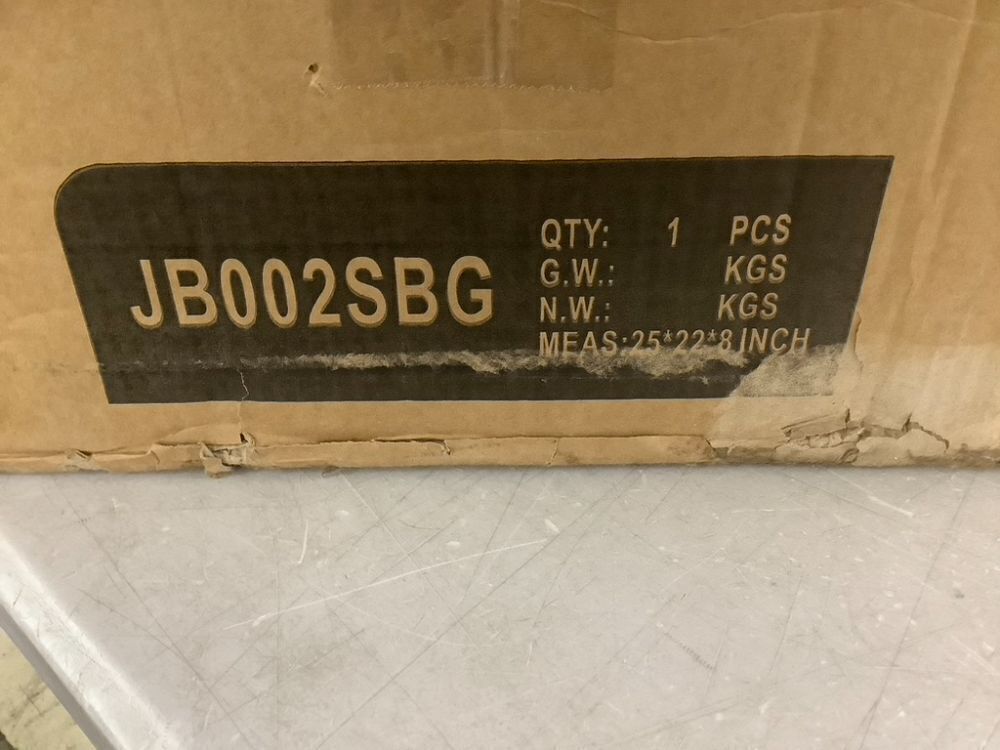 JB002SBG
QTY: 1 PCS
G.W.: KGS
N.W.: KGS
MEAS:25*22*8 INCH